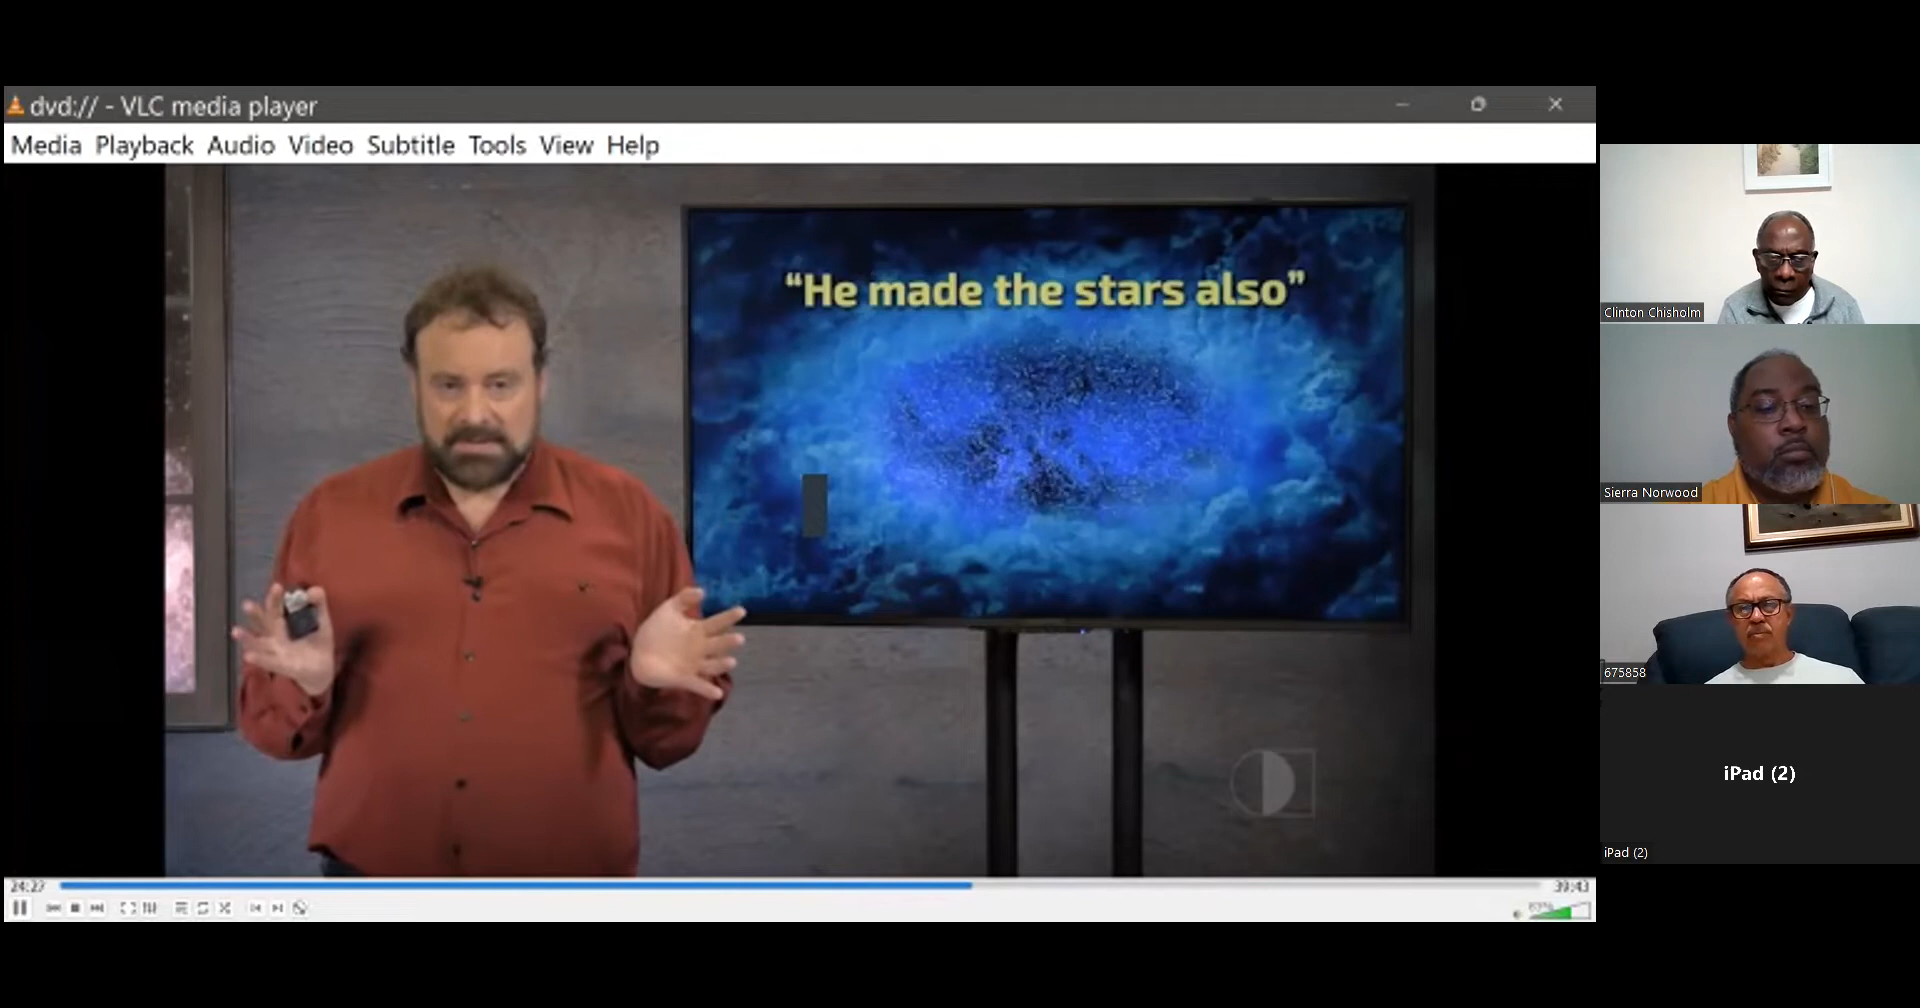 dvd:// - VLC media player
Media Playback Audio Video Subtitle Tools View Help
“He made the stars also”
24:27
39:43
83%
Clinton Chisholm
Sierra Norwood
675858
iPad (2)
iPad (2)